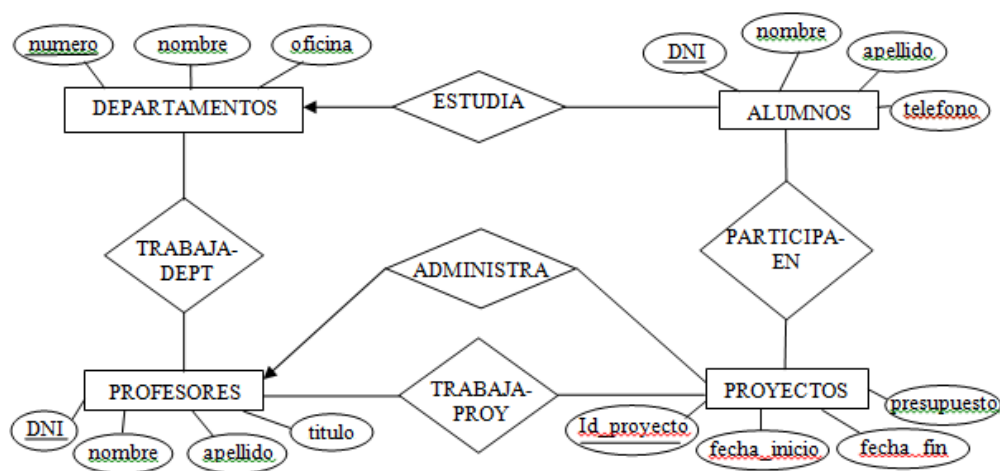 numero
nombre
oficina
DNI
nombre
apellido
telefono
DEPARTAMENTOS
ESTUDIA
ALUMNOS
TRABAJA-
DEPT
ADMINISTRA
PARTICIPA-
EN
PROFESORES
TRABAJA-
PROY
PROYECTOS
DNI
nombre
apellido
titulo
Id_proyecto
fecha_inicio
fecha_fin
presupuesto